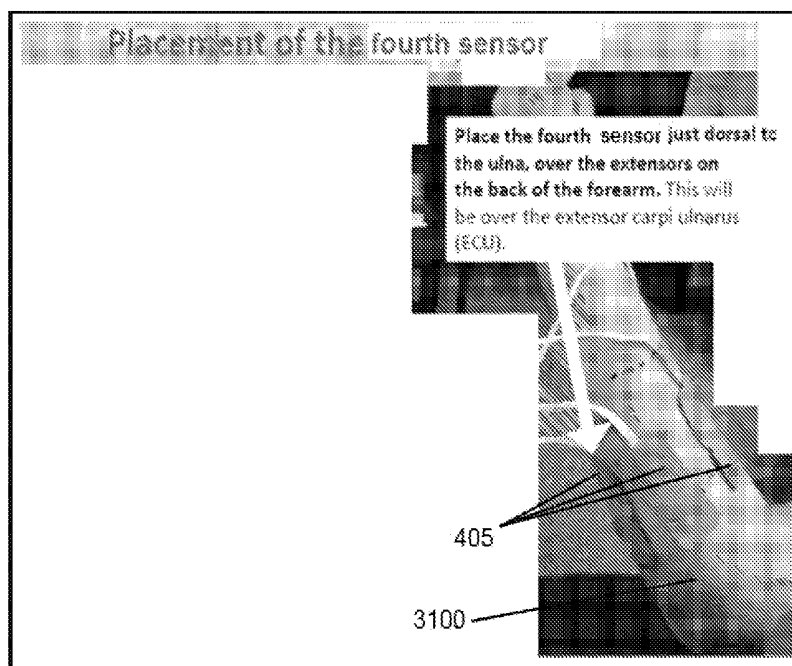 Placement of the fourth sensor
Place the fourth sensor just dorsal to
the ulna, over the extensors on
the back of the forearm. This will
be over the extensor carpi ulnarus
(ECU).
405
3100